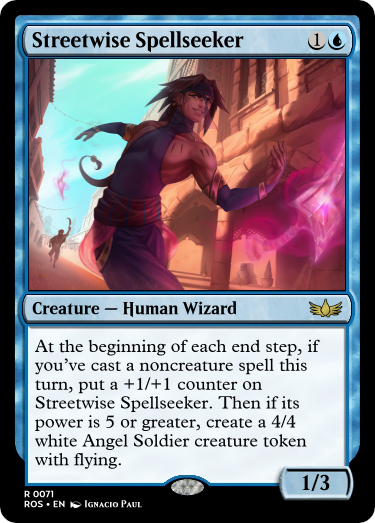 Streetwise Spellseeker 1
Creature — Human Wizard
At the beginning of each end step, if
you've cast a noncreature spell this
turn, put a +1/+1 counter on
Streetwise Spellseeker. Then if its
power is 5 or greater, create a 4/4
white Angel Soldier creature token
with flying.
1/3
R 0071
ROS • EN Ignacio Paul